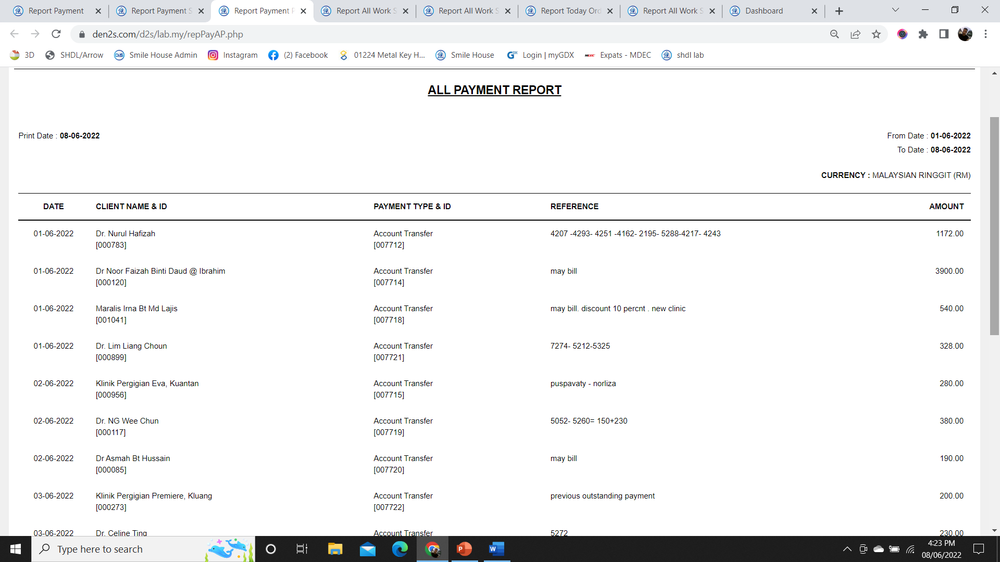 Report Payment
Report Payment S
Report Payment
Report All Work S
Report All Work S
Report Today Ord
Report All Work S
Dashboard
den2s.com/d2s/lab.my/repPayAP.php
3D
SHDL/Arrow
Smile House Admin
Instagram
(2) Facebook
01224 Metal Key H...
Smile House
Login | myGDX
Expats - MDEC
shdl lab
ALL PAYMENT REPORT
Print Date : 08-06-2022
From Date : 01-06-2022
To Date : 08-06-2022
CURRENCY : MALAYSIAN RINGGIT (RM)
DATE CLIENT NAME & ID PAYMENT TYPE & ID REFERENCE AMOUNT
01-06-2022 Dr. Nurul Hafizah Account Transfer 4207 -4293- 4251 -4162- 2195- 5288-4217- 4243 1172.00
[000783] [007712]
01-06-2022 Dr Noor Faizah Binti Daud @ Ibrahim Account Transfer may bill 3900.00
[000120] [007714]
01-06-2022 Maralis Irna Bt Md Lajis Account Transfer may bill. discount 10 percnt . new clinic 540.00
[001041] [007718]
01-06-2022 Dr. Lim Liang Choun Account Transfer 7274- 5212-5325 328.00
[000899] [007721]
02-06-2022 Klinik Pergigian Eva, Kuantan Account Transfer puspavaty - norliza 280.00
[000956] [007715]
02-06-2022 Dr. NG Wee Chun Account Transfer 5052- 5260= 150+230 380.00
[000117] [007719]
02-06-2022 Dr Asmah Bt Hussain Account Transfer may bill 190.00
[000085] [007720]
03-06-2022 Klinik Pergigian Premiere, Kluang Account Transfer previous outstanding payment 200.00
[000273] [007722]
03-06-2022 Dr. Celine Ting Account Transfer 5272 230.00
Type here to search
4:23 PM
08/06/2022